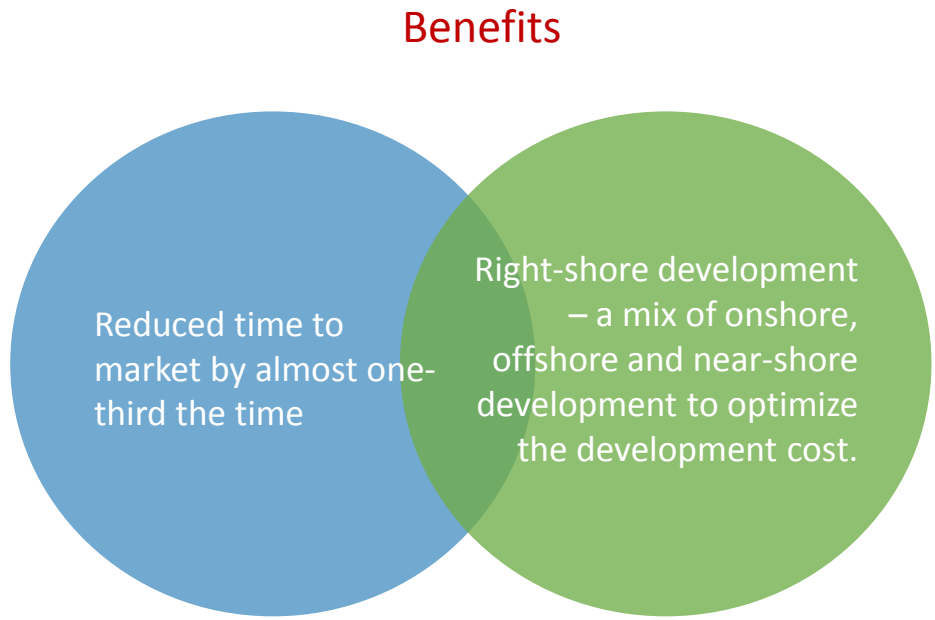 Benefits
Reduced time to
market by almost one-
third the time
Right-shore development
– a mix of onshore,
offshore and near-shore
development to optimize
the development cost.